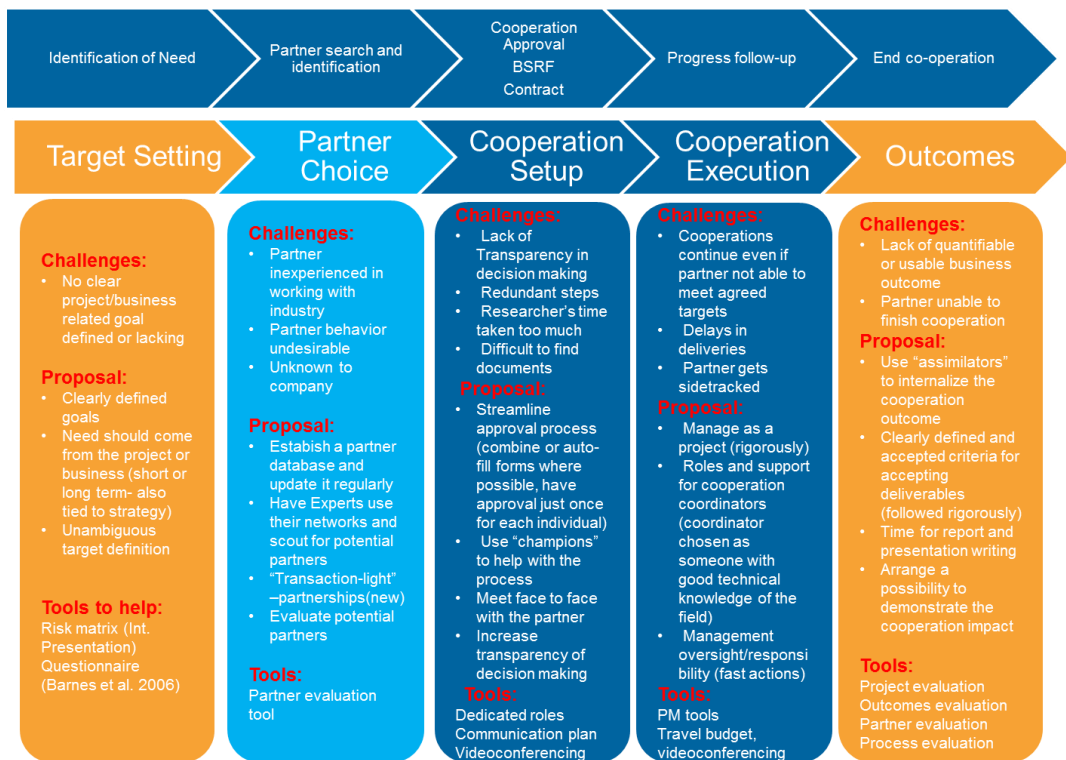 Identification of Need
Partner search and
identification
Cooperation
Approval
BSRF
Contract
Progress follow-up
End co-operation
Target Setting
Partner
Choice
Cooperation
Setup
Cooperation
Execution
Outcomes
Challenges:
• No clear
project/business
related goal
defined or lacking
Proposal:
• Clearly defined
goals
• Need should come
from the project or
business (short or
long term- also
tied to strategy)
• Unambiguous
target definition
Tools to help:
Risk matrix (Int.
Presentation)
Questionnaire
(Barnes et al. 2006)
Challenges:
• Partner
inexperienced in
working with
industry
• Partner behavior
undesirable
• Unknown to
company
Proposal:
• Estabish a partner
database and
update it regularly
• Have Experts use
their networks and
scout for potential
partners
• “Transaction-light”
–partnerships(new)
• Evaluate potential
partners
Tools:
Partner evaluation
tool
Challenges:
• Lack of
Transparency in
decision making
• Redundant steps
• Researcher's time
taken too much
• Difficult to find
documents
Proposal:
• Streamline
approval process
(combine or auto-
fill forms where
possible, have
approval just once
for each individual)
• Use “champions”
to help with the
process
• Meet face to face
with the partner
• Increase
transparency of
decision making
Tools:
Dedicated roles
Communication plan
Videoconferencing
Challenges:
• Cooperations
continue even if
partner not able to
meet agreed
targets
• Delays in
deliveries
• Partner gets
sidetracked
Proposal:
• Manage as a
project (rigorously)
• Roles and support
for cooperation
coordinators
(coordinator
chosen as
someone with
good technical
knowledge of the
field)
• Management
oversight/responsi
bility (fast actions)
Tools:
PM tools
Travel budget,
videoconferencing
Challenges:
• Lack of quantifiable
or usable business
outcome
• Partner unable to
finish cooperation
Proposal:
• Use “assimilators”
to internalize the
cooperation
outcome
• Clearly defined and
accepted criteria for
accepting
deliverables
(followed rigorously)
• Time for report and
presentation writing
• Arrange a
possibility to
demonstrate the
cooperation impact
Tools:
Project evaluation
Outcomes evaluation
Partner evaluation
Process evaluation